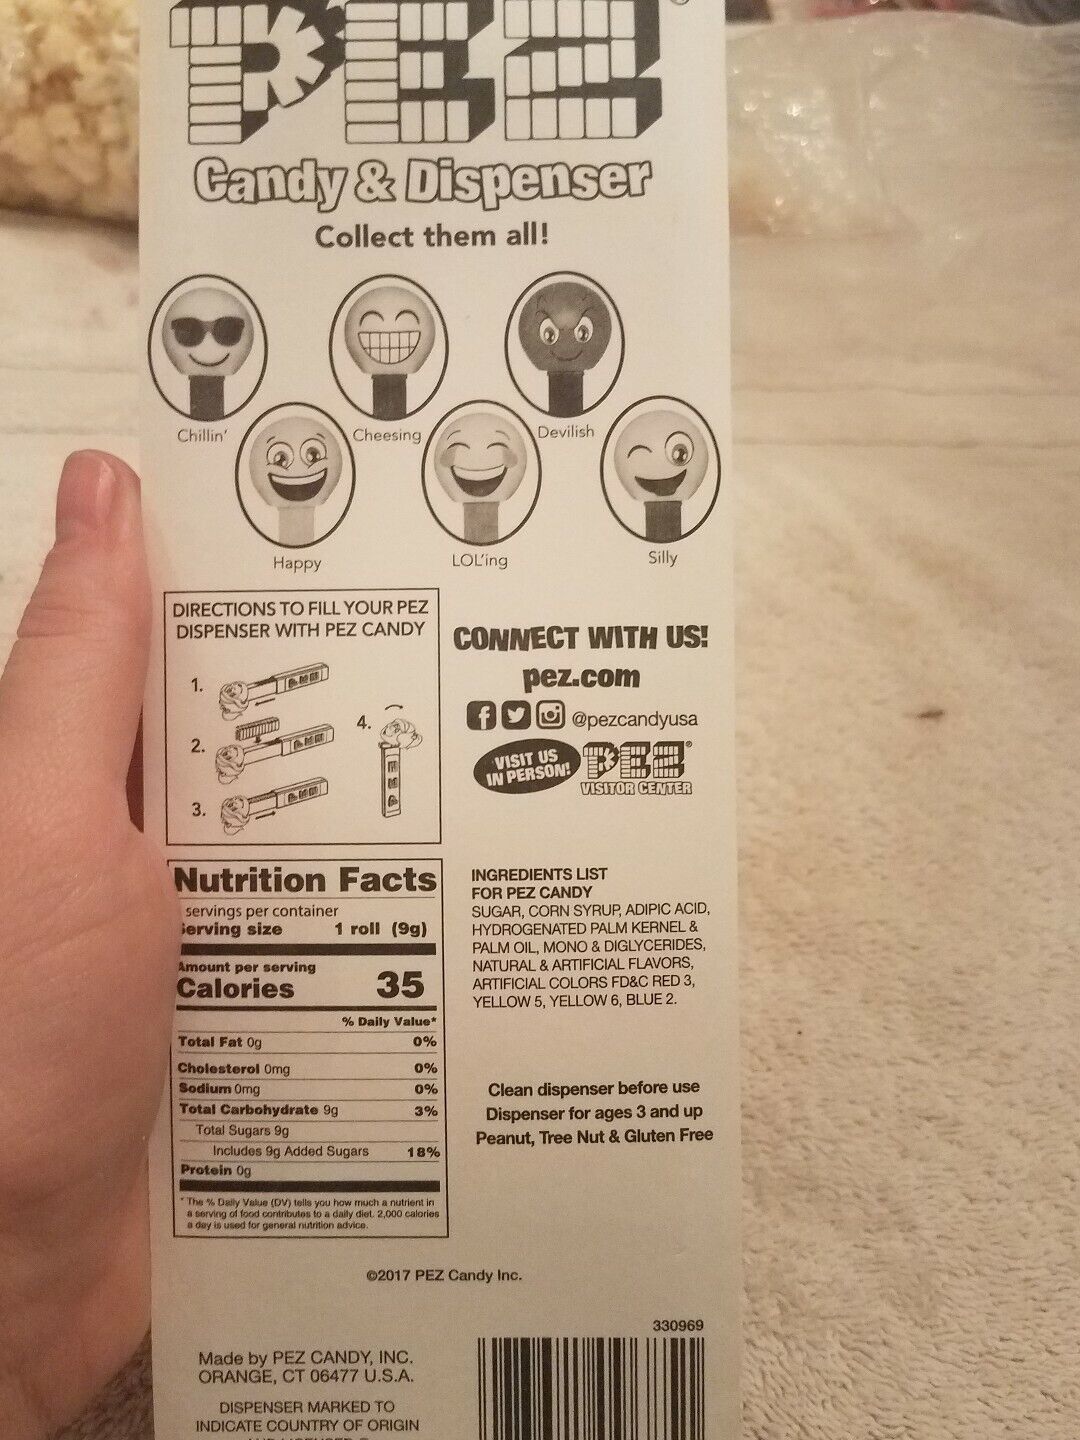 PEZ
Candy & Dispenser
Collect them all!
Chillin'
Cheesing
Devilish
Happy
LOL'ing
Silly
DIRECTIONS TO FILL YOUR PEZ
DISPENSER WITH PEZ CANDY
1.
2.
3.
4.
CONNECT WITH US!
pez.com
@pezcandyusa
VISIT US
IN PERSON!
PEZ®
VISITOR CENTER
Nutrition Facts
servings per container
Serving size 1 roll (9g)
Amount per serving
Calories 35
% Daily Value*
Total Fat 0g 0%
Cholesterol 0mg 0%
Sodium 0mg 0%
Total Carbohydrate 9g 3%
Total Sugars 9g
Includes 9g Added Sugars 18%
Protein 0g
* The % Daily Value (DV) tells you how much a nutrient in
a serving of food contributes to a daily diet. 2,000 calories
a day is used for general nutrition advice.
INGREDIENTS LIST
FOR PEZ CANDY
SUGAR, CORN SYRUP, ADIPIC ACID,
HYDROGENATED PALM KERNEL &
PALM OIL, MONO & DIGLYCERIDES,
NATURAL & ARTIFICIAL FLAVORS,
ARTIFICIAL COLORS FD&C RED 3,
YELLOW 5, YELLOW 6, BLUE 2.
Clean dispenser before use
Dispenser for ages 3 and up
Peanut, Tree Nut & Gluten Free
©2017 PEZ Candy Inc.
330969
Made by PEZ CANDY, INC.
ORANGE, CT 06477 U.S.A.
DISPENSER MARKED TO
INDICATE COUNTRY OF ORIGIN